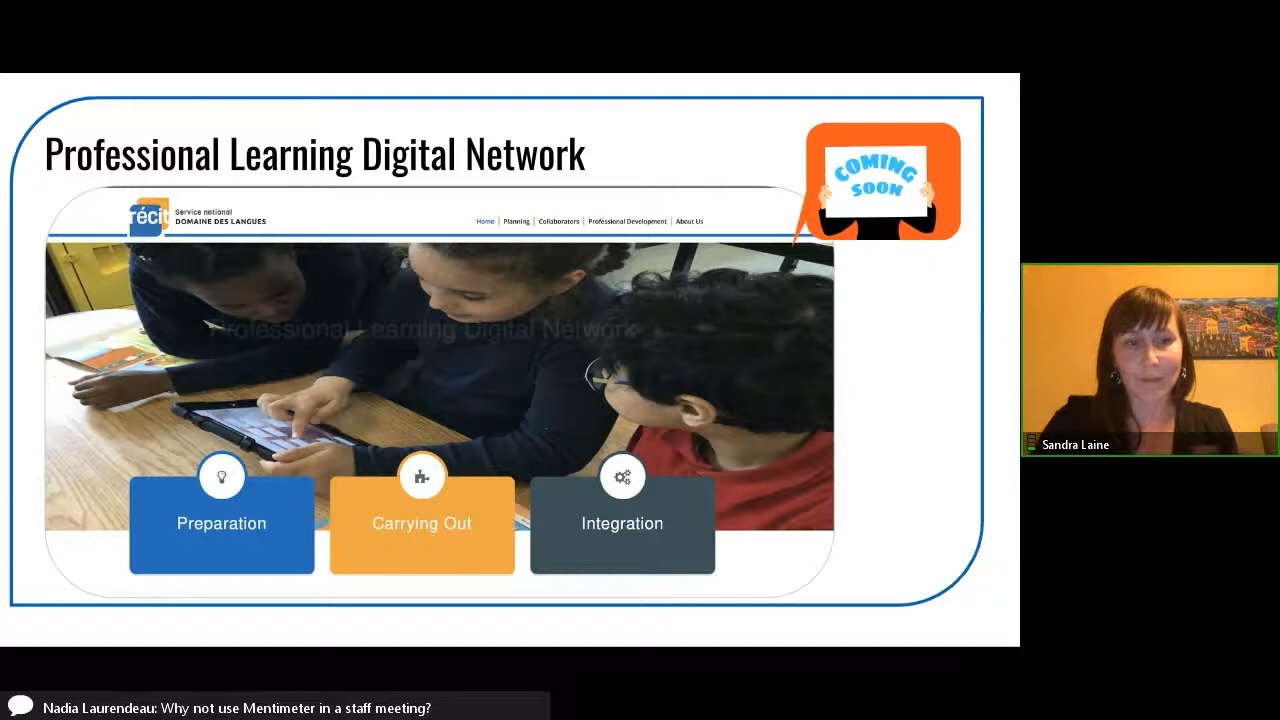 Professional Learning Digital Network
COMING
SOON
récit
Service national
DOMAINE DES LANGUES
Home | Planning | Collaborators | Professional Development | About Us
Professional Learning Digital Network
Preparation
Carrying Out
Integration
Sandra Laine
Nadia Laurendeau: Why not use Mentimeter in a staff meeting?